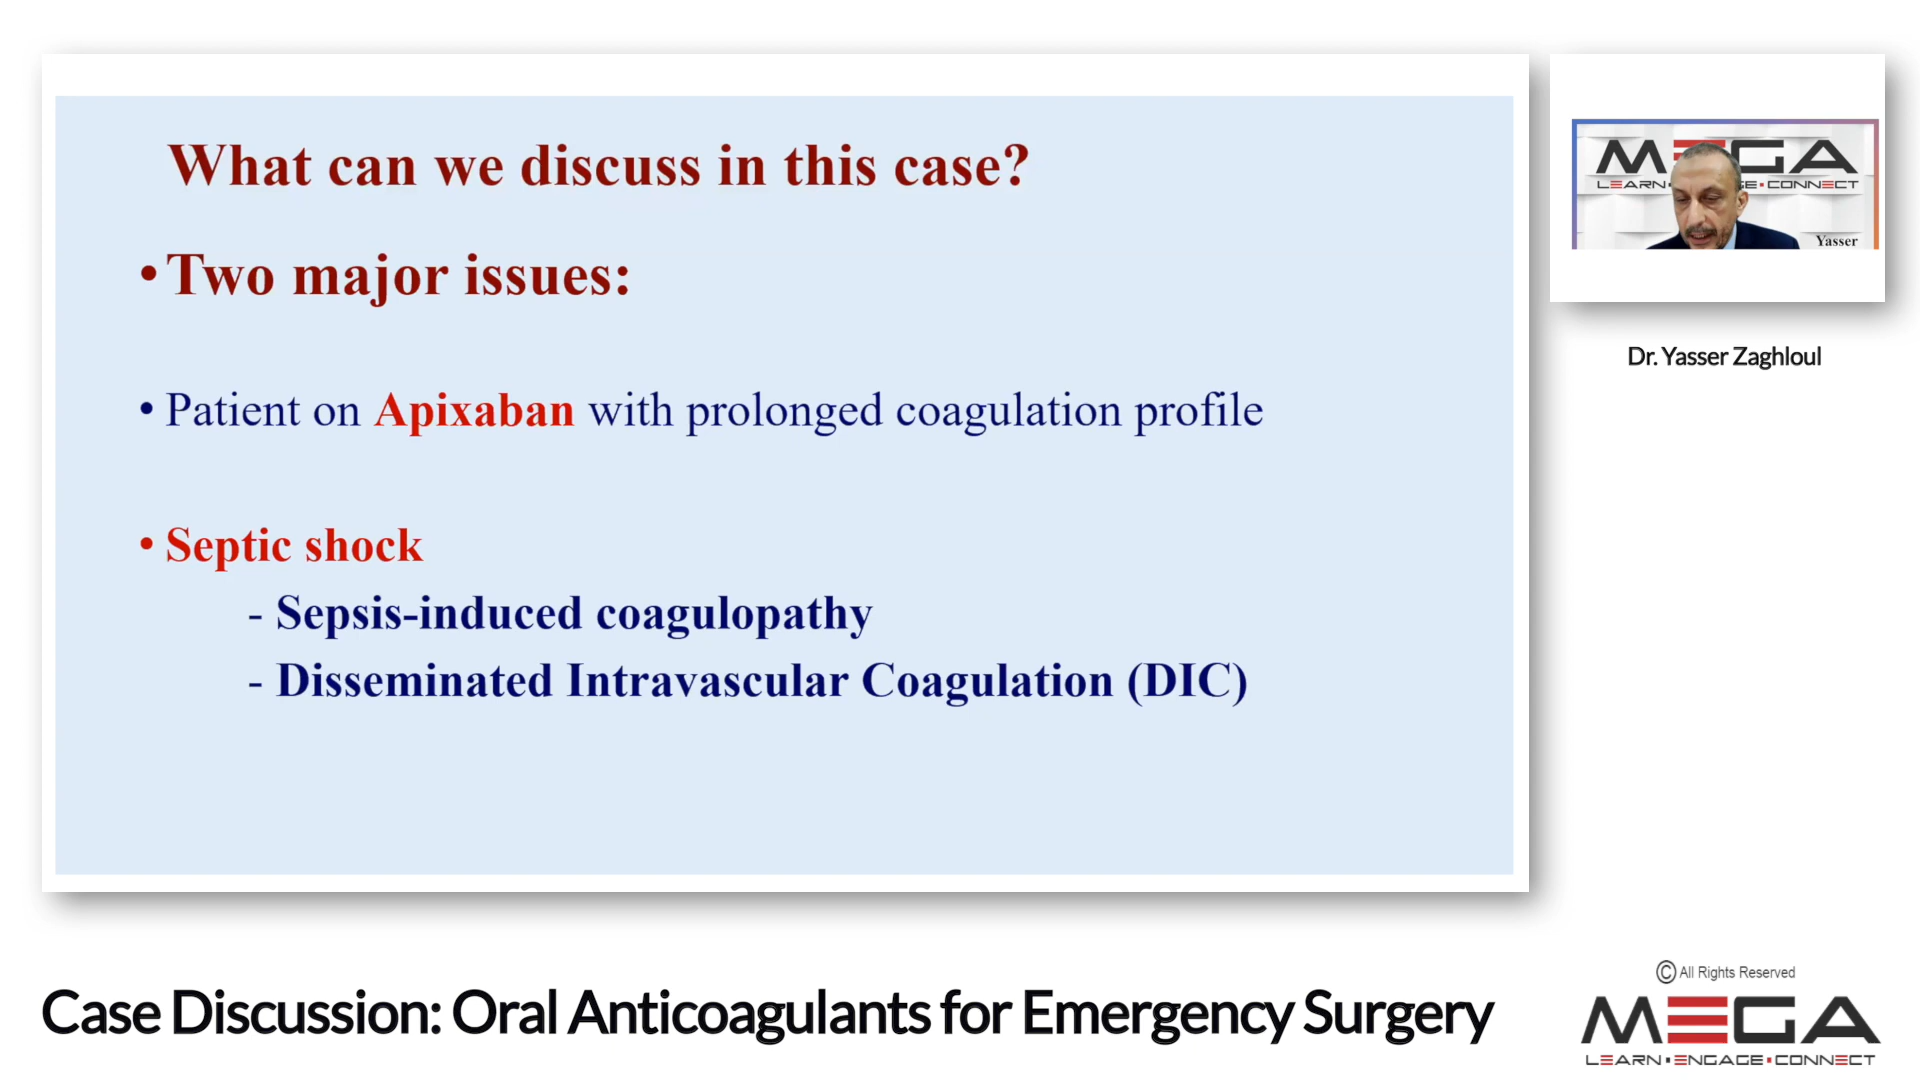 What can we discuss in this case?
• Two major issues:
• Patient on Apixaban with prolonged coagulation profile
• Septic shock
- Sepsis-induced coagulopathy
- Disseminated Intravascular Coagulation (DIC)
LEARN
GE • CONNECT
Yasser
Dr. Yasser Zaghloul
Case Discussion: Oral Anticoagulants for Emergency Surgery
© All Rights Reserved
MEGA
LEARN • ENGAGE • CONNECT